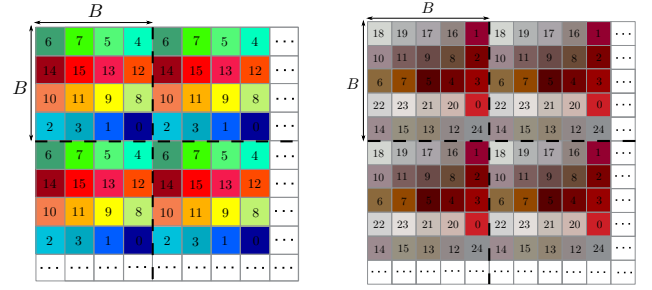 B
6 7 5 4 6 7 5 4 ···
14 15 13 12 14 15 13 12 ···
B
10 11 9 8 10 11 9 8 ···
2 3 1 0 2 3 1 0 ···
6 7 5 4 6 7 5 4 ···
14 15 13 12 14 15 13 12 ···
10 11 9 8 10 11 9 8 ···
2 3 1 0 2 3 1 0 ···
··· ··· ··· ··· ··· ··· ··· ··· ···
B
18 19 17 16 1 18 19 17 16 1 ···
10 11 9 8 2 10 11 9 8 2 ···
B
6 7 5 4 3 6 7 5 4 3 ···
22 23 21 20 0 22 23 21 20 0 ···
14 15 13 12 24 14 15 13 12 24 ···
18 19 17 16 1 18 19 17 16 1 ···
10 11 9 8 2 10 11 9 8 2 ···
6 7 5 4 3 6 7 5 4 3 ···
22 23 21 20 0 22 23 21 20 0 ···
14 15 13 12 24 14 15 13 12 24 ···
··· ··· ··· ··· ··· ··· ··· ··· ··· ··· ···